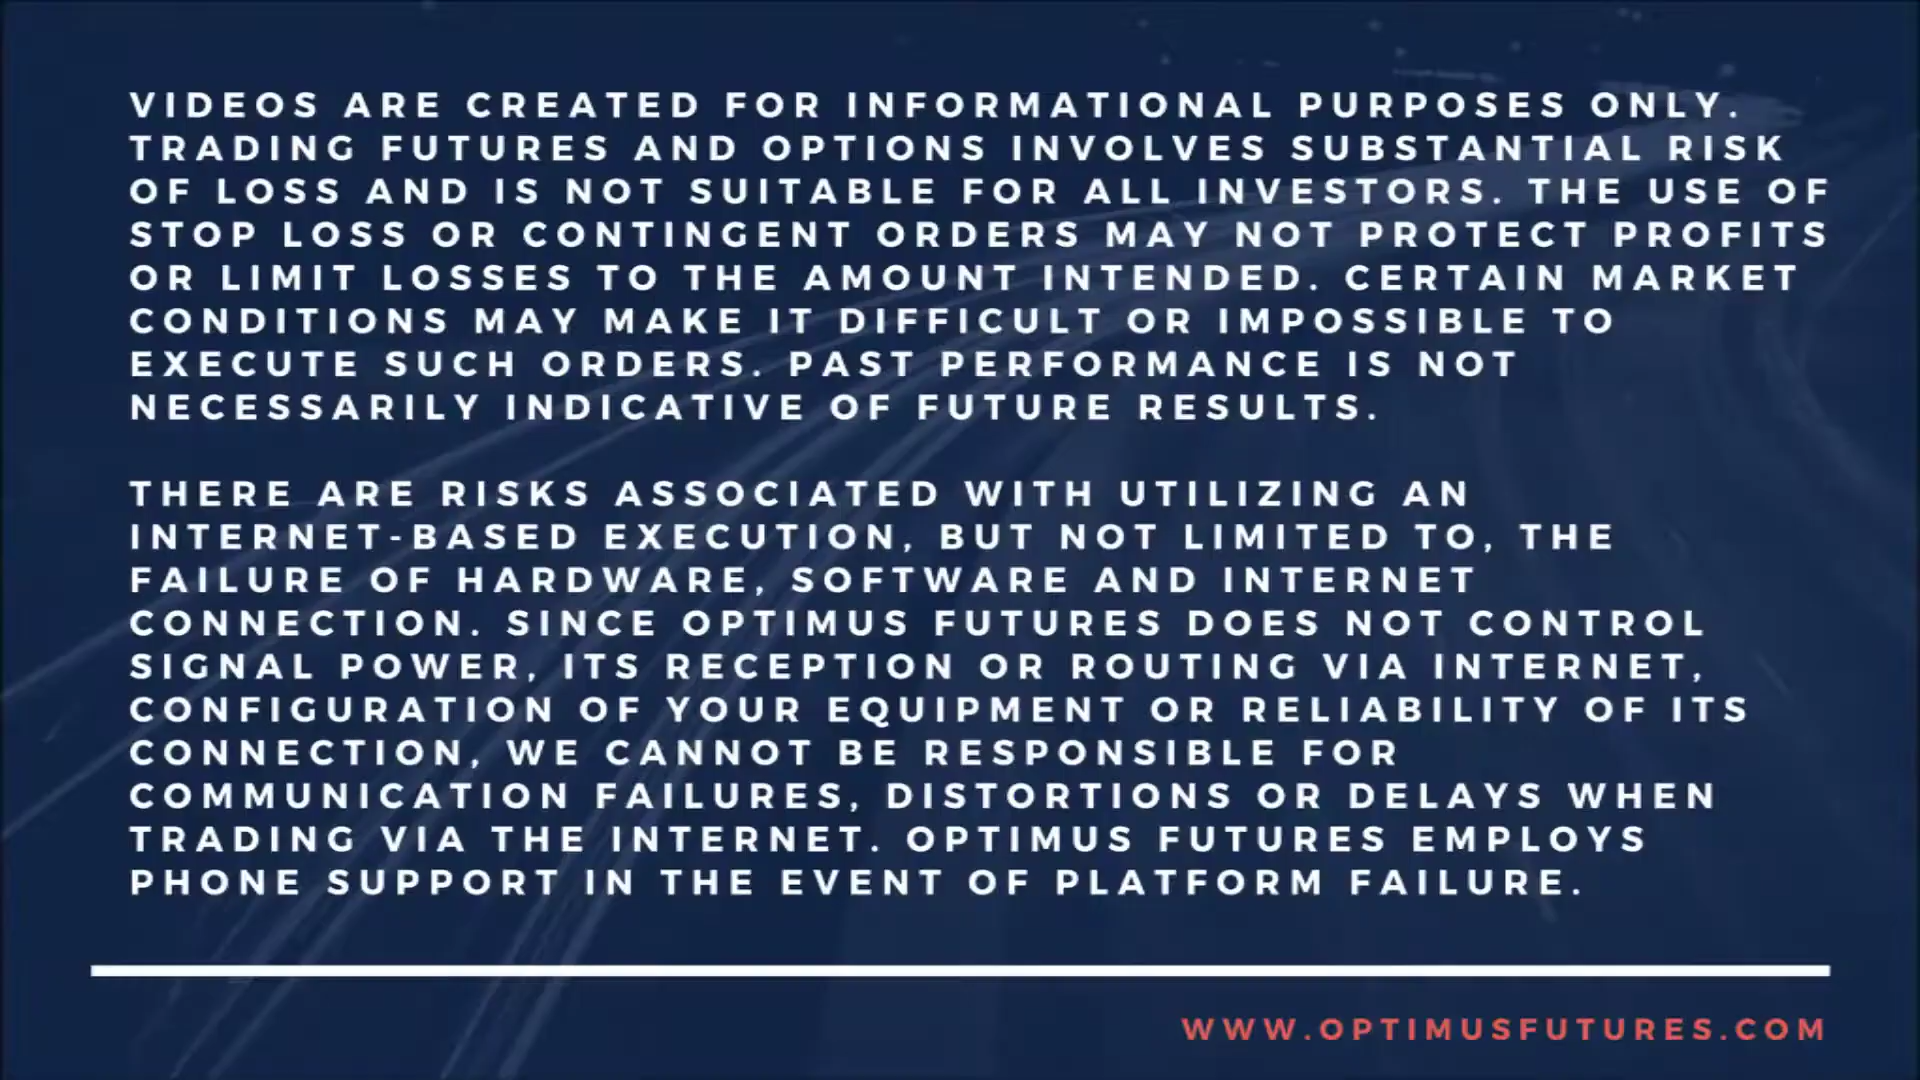 VIDEOS ARE CREATED FOR INFORMATIONAL PURPOSES ONLY.
TRADING FUTURES AND OPTIONS INVOLVES SUBSTANTIAL RISK
OF LOSS AND IS NOT SUITABLE FOR ALL INVESTORS. THE USE OF
STOP LOSS OR CONTINGENT ORDERS MAY NOT PROTECT PROFITS
OR LIMIT LOSSES TO THE AMOUNT INTENDED. CERTAIN MARKET
CONDITIONS MAY MAKE IT DIFFICULT OR IMPOSSIBLE TO
EXECUTE SUCH ORDERS. PAST PERFORMANCE IS NOT
NECESSARILY INDICATIVE OF FUTURE RESULTS.
THERE ARE RISKS ASSOCIATED WITH UTILIZING AN
INTERNET-BASED EXECUTION, BUT NOT LIMITED TO, THE
FAILURE OF HARDWARE, SOFTWARE AND INTERNET
CONNECTION. SINCE OPTIMUS FUTURES DOES NOT CONTROL
SIGNAL POWER, ITS RECEPTION OR ROUTING VIA INTERNET,
CONFIGURATION OF YOUR EQUIPMENT OR RELIABILITY OF ITS
CONNECTION, WE CANNOT BE RESPONSIBLE FOR
COMMUNICATION FAILURES, DISTORTIONS OR DELAYS WHEN
TRADING VIA THE INTERNET. OPTIMUS FUTURES EMPLOYS
PHONE SUPPORT IN THE EVENT OF PLATFORM FAILURE.
WWW.OPTIMUSFUTURES.COM